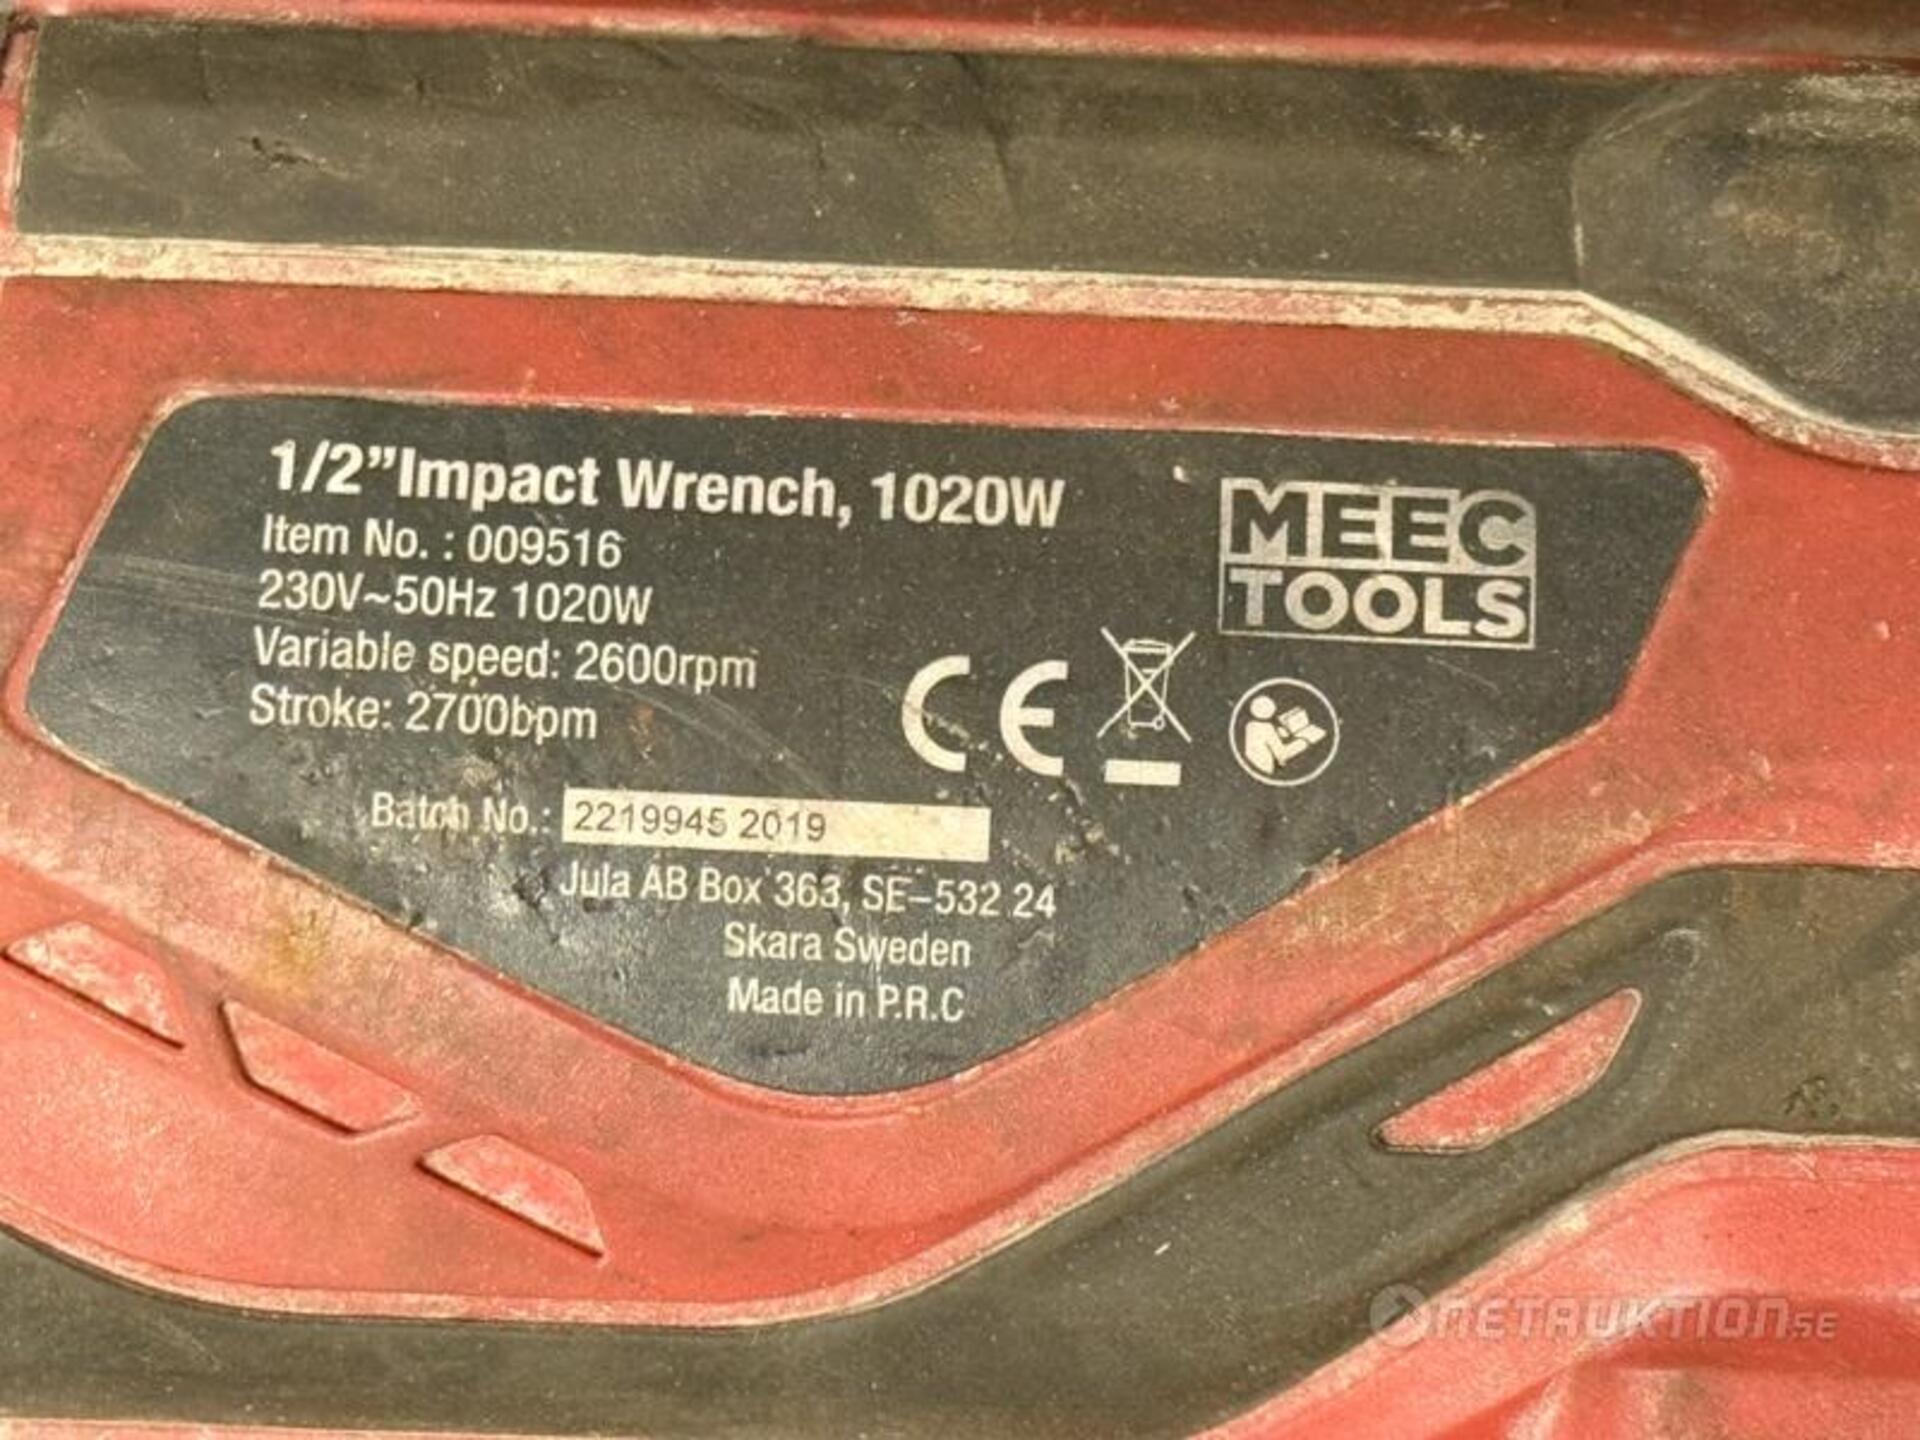 1/2”Impact Wrench, 1020W
Item No. : 009516
230V~50Hz 1020W
Variable speed: 2600rpm
Stroke: 2700bpm
MEEC
TOOLS
CE
Batch No.: 2219945 2019
Jula AB Box 363, SE–532 24
Skara Sweden
Made in P.R.C
NETAUKTION.SE